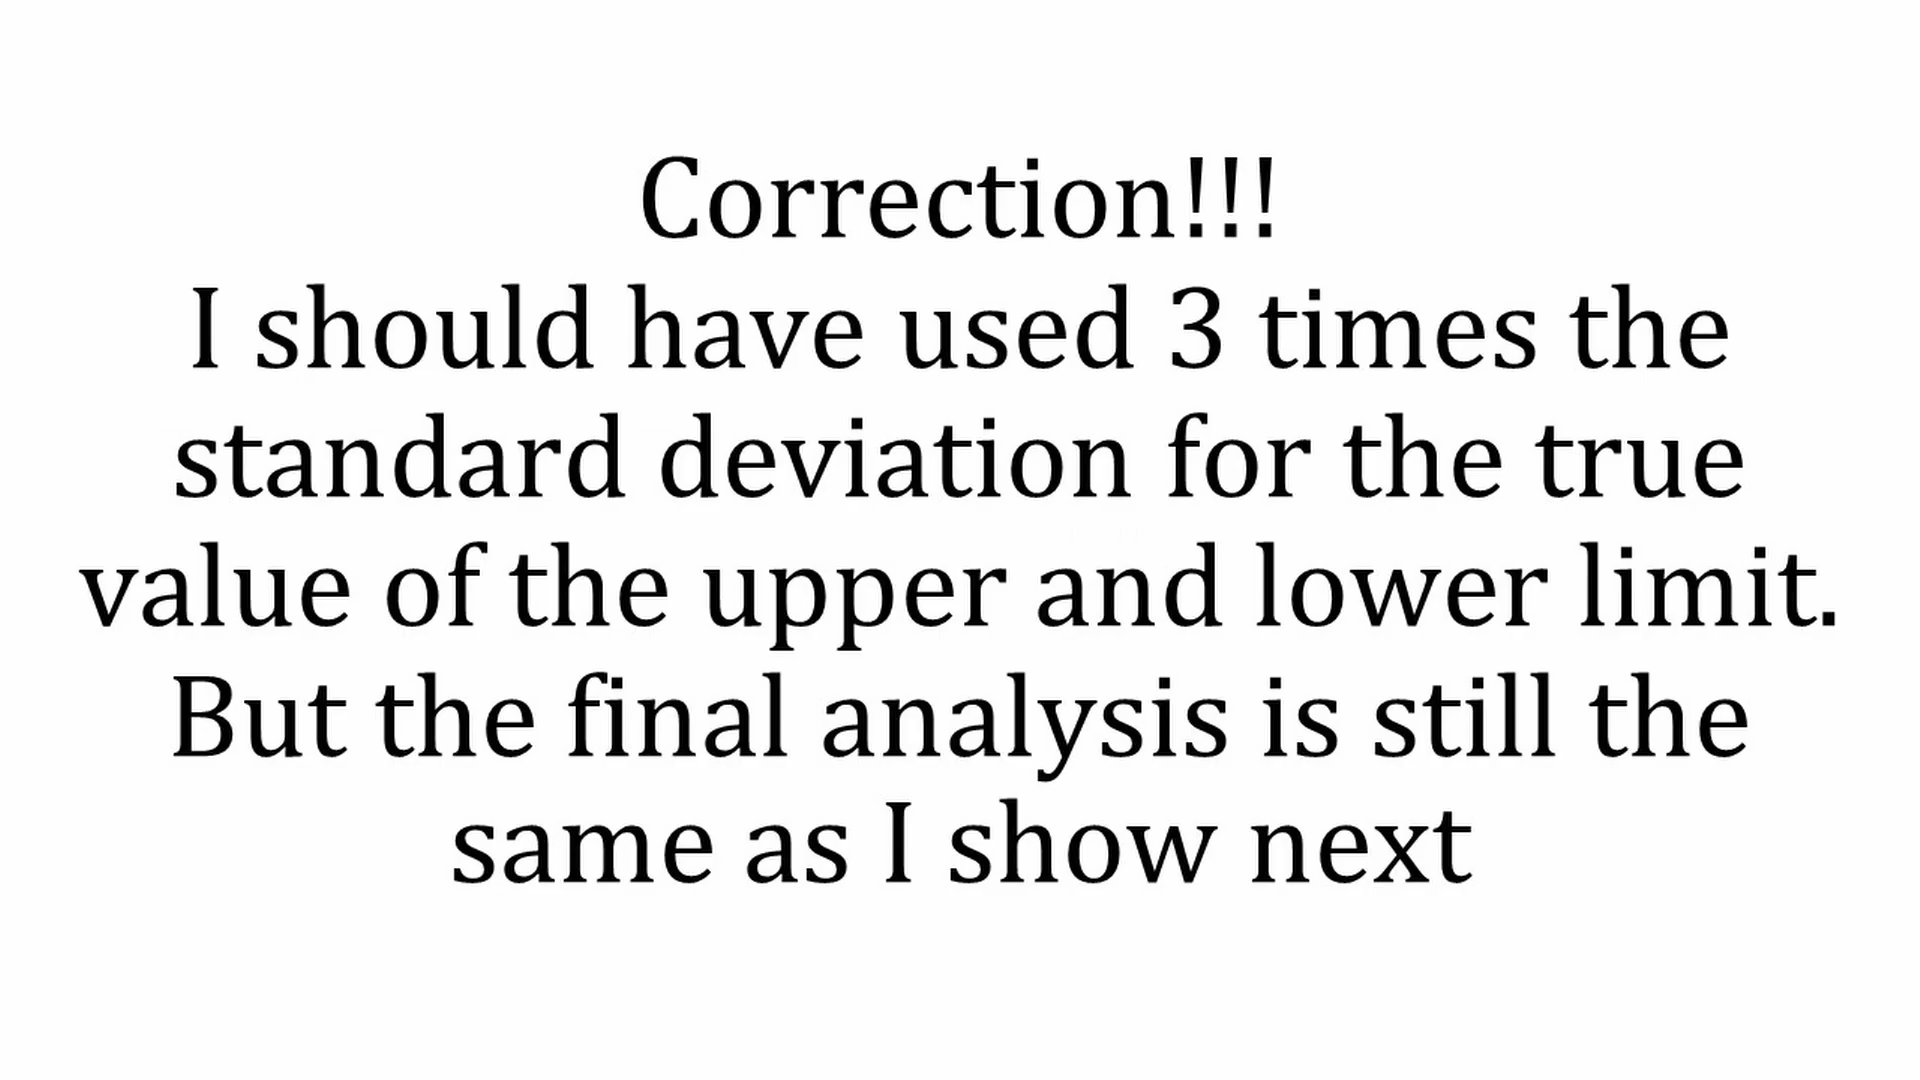 Correction!!!
I should have used 3 times the
standard deviation for the true
value of the upper and lower limit.
But the final analysis is still the
same as I show next